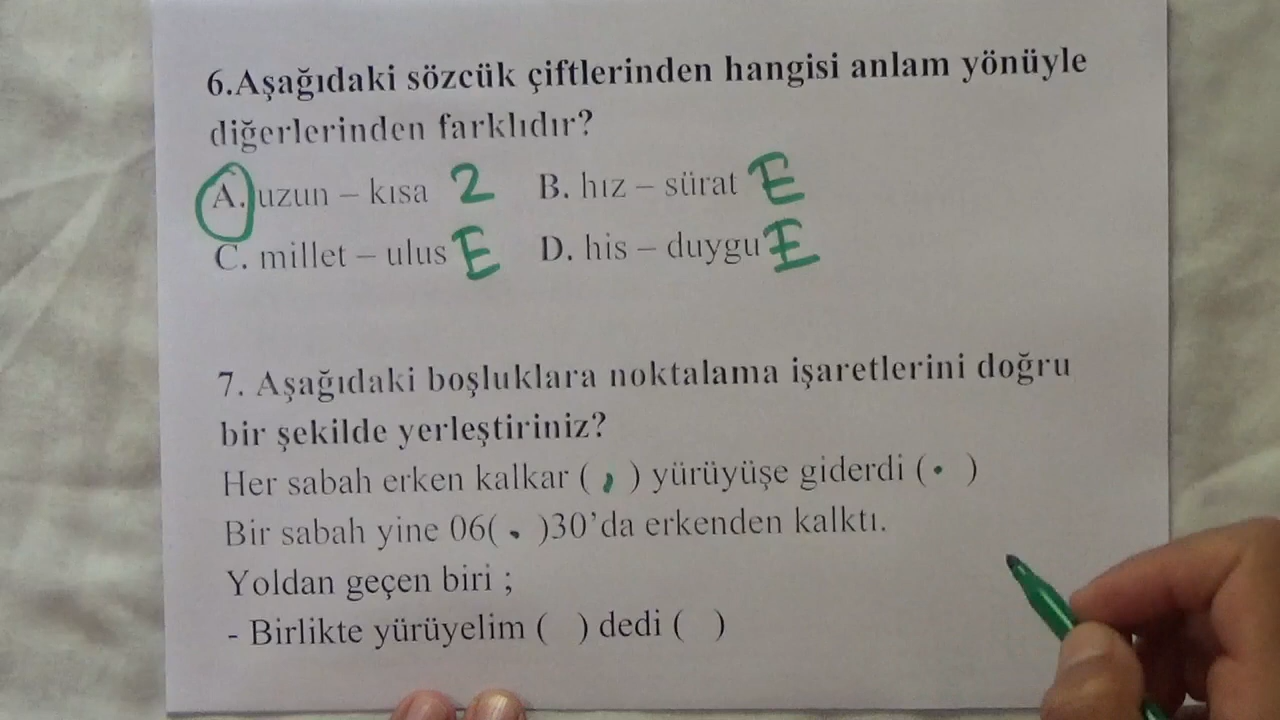 6.Aşağıdaki sözcük çiftlerinden hangisi anlam yönüyle
diğerlerinden farklıdır?
A. uzun – kısa 2 B. hız – sürat E
C. millet – ulus E D. his – duygu E
7. Aşağıdaki boşluklara noktalama işaretlerini doğru
bir şekilde yerleştiriniz?
Her sabah erken kalkar ( , ) yürüyüşe giderdi ( . )
Bir sabah yine 06( . )30’da erkenden kalktı.
Yoldan geçen biri ;
- Birlikte yürüyelim ( ) dedi ( )